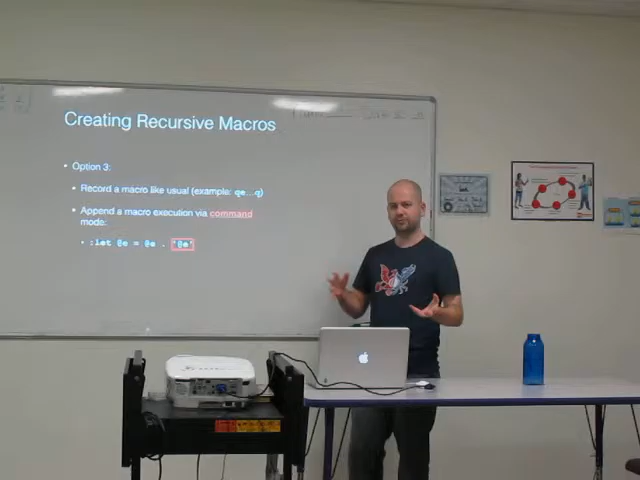 Creating Recursive Macros
• Option 3:
• Record a macro like usual (example: qe...q)
• Append a macro execution via command
mode:
• :let @e = @e . "@e"